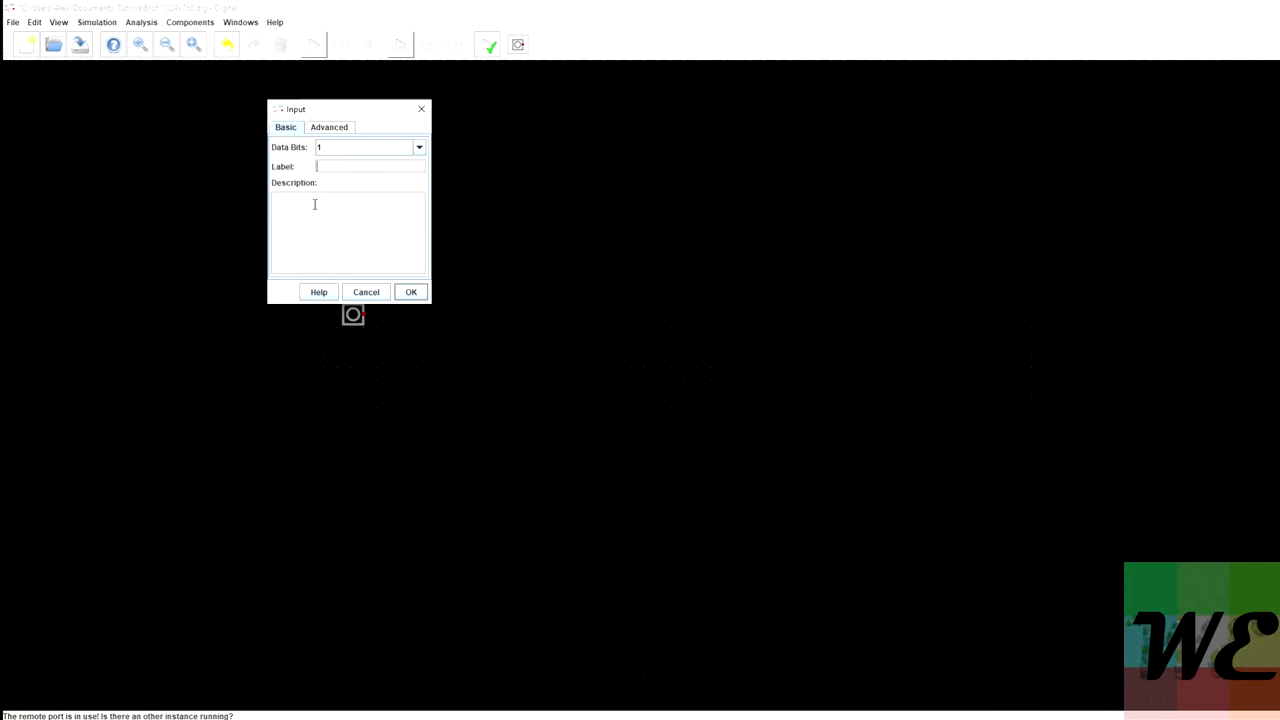 File Edit View Simulation Analysis Components Windows Help
Input
Basic Advanced
Data Bits: 1
Label:
Description:
Help Cancel OK
WE
The remote port is in use! Is there an other instance running?